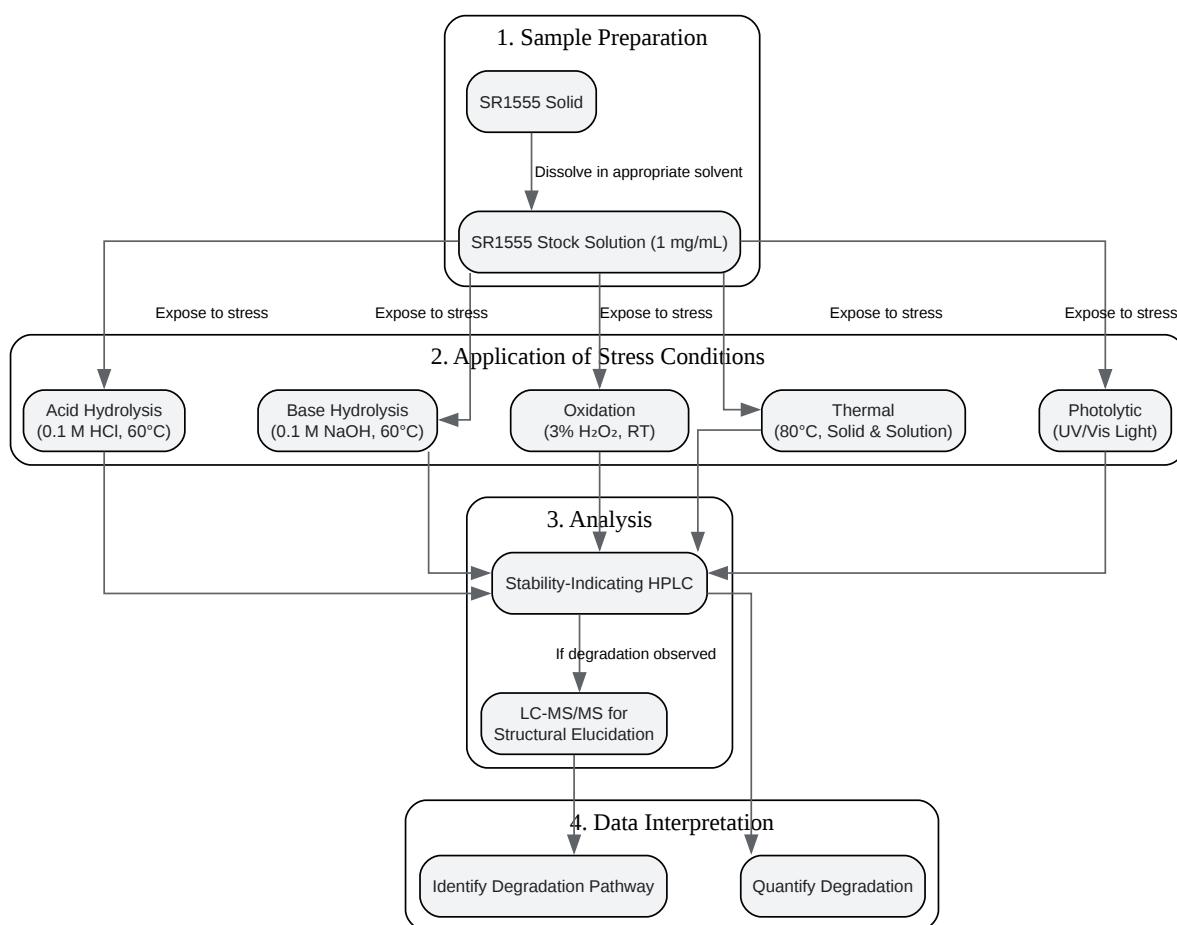 1. Sample Preparation
SR1555 Solid
Dissolve in appropriate solvent
SR1555 Stock Solution (1 mg/mL)
Expose to stress
Expose to stress
Expose to stress
Expose to stress
Expose to stress
2. Application of Stress Conditions
Acid Hydrolysis
(0.1 M HCl, 60°C)
Base Hydrolysis
(0.1 M NaOH, 60°C)
Oxidation
(3% H₂O₂, RT)
Thermal
(80°C, Solid & Solution)
Photolytic
(UV/Vis Light)
3. Analysis
Stability-Indicating HPLC
If degradation observed
LC-MS/MS for
Structural Elucidation
4. Data Interpretation
Identify Degradation Pathway
Quantify Degradation